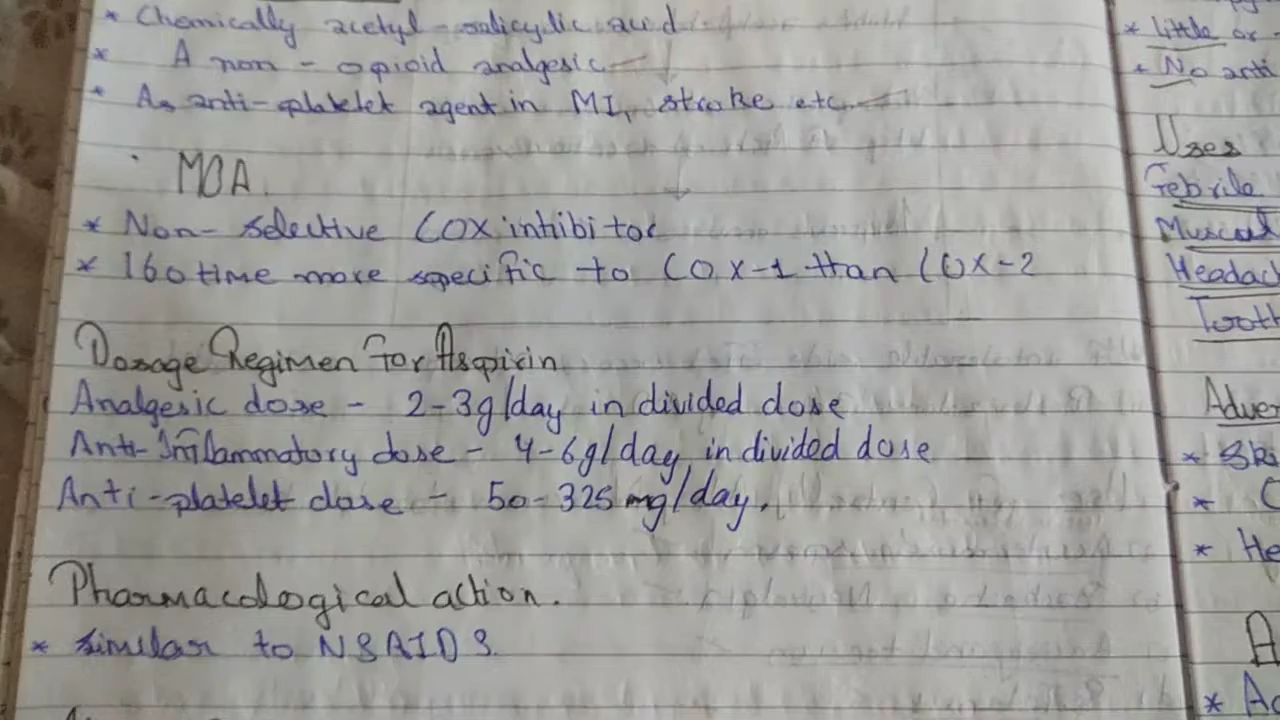 * Chemically acetyl-salicylic acid
* A non-opioid analgesic
* As anti-platelet agent in MI, stroke etc
MOA
* Non-selective COX inhibitor
* 160 time more specific to COX-1 than COX-2
Dosage Regimen for Aspirin
Analgesic dose - 2-3g/day in divided dose
Anti-Inflammatory dose - 4-6g/day in divided dose
Anti-platelet dose - 50-325 mg/day.
Pharmacological action.
* similar to NSAIDS
* little or
* No anti
Uses
Febrile
Headach
Tooth
Adver
* Ski
* He